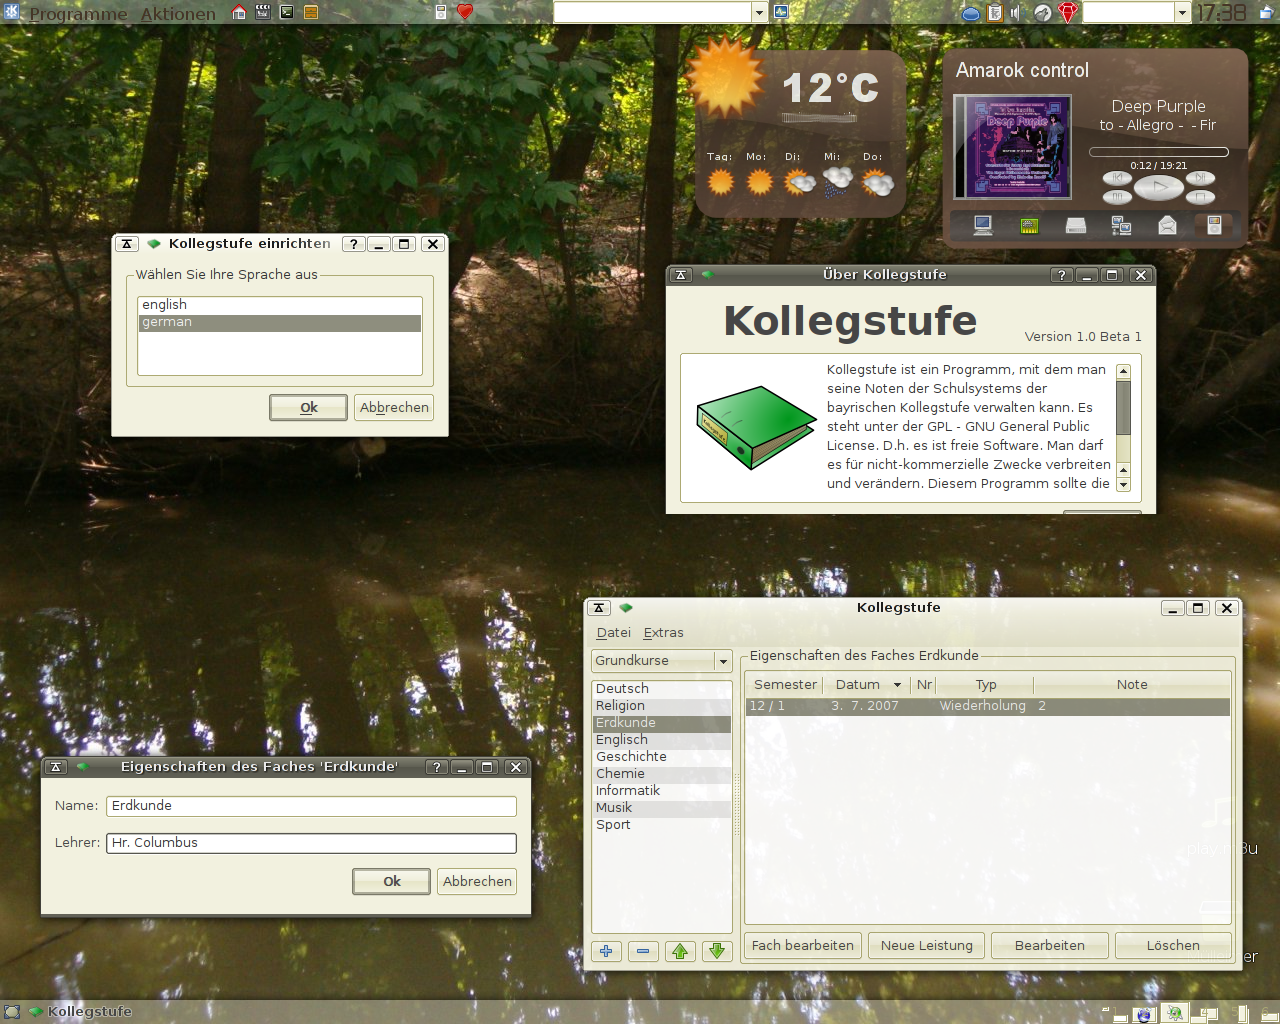 Programme Aktionen
17:38
12°C
Tag: Mo: Di: Mi: Do:
Amarok control
Deep Purple
to - Allegro - - Fir
0:12 / 19:21
Kollegstufe einrichten
Wählen Sie Ihre Sprache aus
english
german
Ok Abbrechen
Über Kollegstufe
Kollegstufe
Version 1.0 Beta 1
Kollegstufe ist ein Programm, mit dem man
seine Noten der Schulsystems der
bayrischen Kollegstufe verwalten kann. Es
steht unter der GPL - GNU General Public
License. D.h. es ist freie Software. Man darf
es für nicht-kommerzielle Zwecke verbreiten
und verändern. Diesem Programm sollte die
Kollegstufe
Datei Extras
Grundkurse
Deutsch
Religion
Erdkunde
Englisch
Geschichte
Chemie
Informatik
Musik
Sport
Eigenschaften des Faches Erdkunde
Semester Datum Nr Typ Note
12 / 1 3. 7. 2007 Wiederholung 2
Fach bearbeiten Neue Leistung Bearbeiten Löschen
Eigenschaften des Faches 'Erdkunde'
Name: Erdkunde
Lehrer: Hr. Columbus
Ok Abbrechen
Kollegstufe